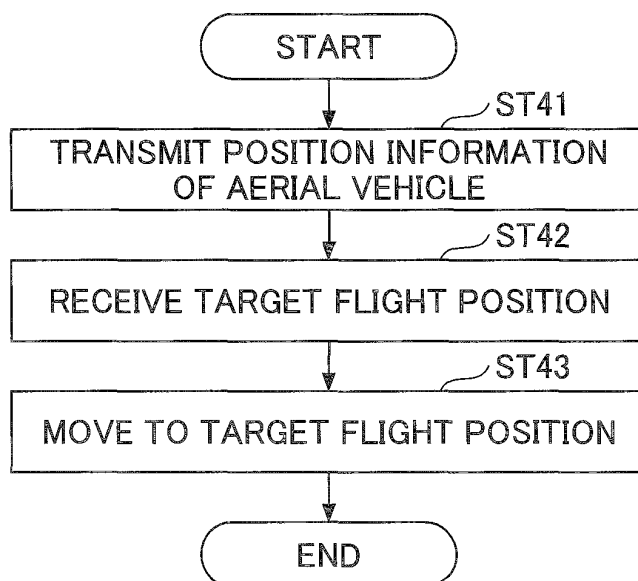 START
ST41
TRANSMIT POSITION INFORMATION
OF AERIAL VEHICLE
ST42
RECEIVE TARGET FLIGHT POSITION
ST43
MOVE TO TARGET FLIGHT POSITION
END